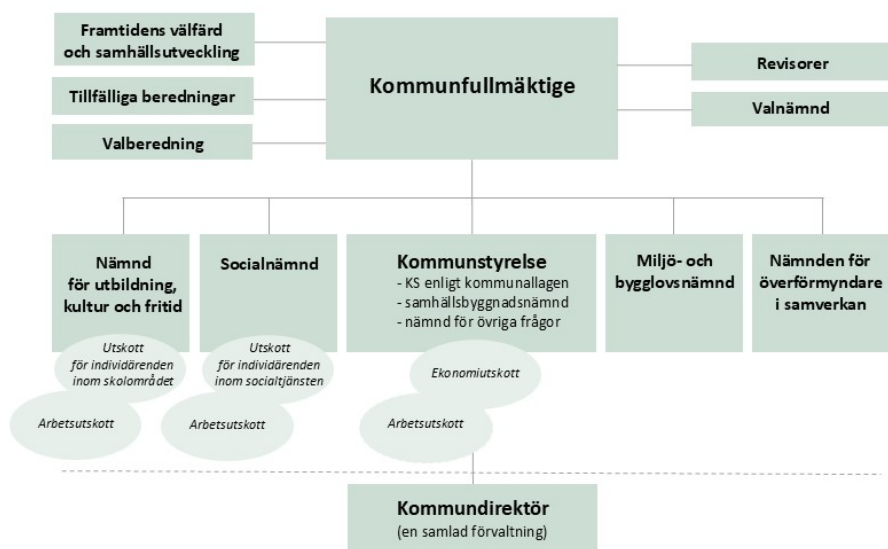 Framtidens välfärd
och samhällsutveckling
Tillfälliga beredningar
Valberedning
Kommunfullmäktige
Revisorer
Valnämnd
Nämnd
för utbildning,
kultur och fritid
Socialnämnd
Kommunstyrelse
- KS enligt kommunallagen
- samhällsbyggnadsnämnd
- nämnd för övriga frågor
Miljö- och
bygglovsnämnd
Nämnden för
överförmyndare
i samverkan
Utskott
för individärenden
inom skolområdet
Arbetsutskott
Utskott
för individärenden
inom socialtjänsten
Arbetsutskott
Ekonomiutskott
Arbetsutskott
Kommundirektör
(en samlad förvaltning)